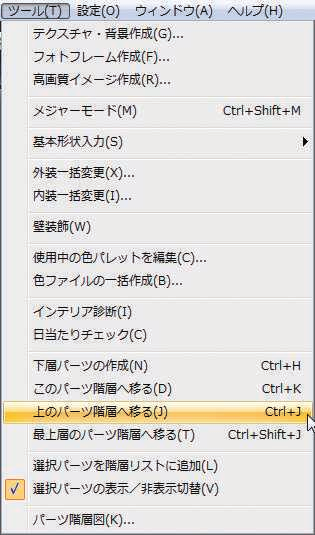 ツール(T) 設定(O) ウィンドウ(A) ヘルプ(H)
テクスチャ・背景作成(G)...
フォトフレーム作成(F)...
高画質イメージ作成(R)...
メジャーモード(M) Ctrl+Shift+M
基本形状入力(S)
外装一括変更(X)...
内装一括変更(I)...
壁装飾(W)
使用中の色パレットを編集(C)...
色ファイルの一括作成(B)...
インテリア診断(I)
日当たりチェック(C)
下層パーツの作成(N) Ctrl+H
このパーツ階層へ移る(D) Ctrl+K
上のパーツ階層へ移る(J) Ctrl+J
最上層のパーツ階層へ移る(T) Ctrl+Shift+J
選択パーツを階層リストに追加(L)
選択パーツの表示／非表示切替(V)
パーツ階層図(K)...